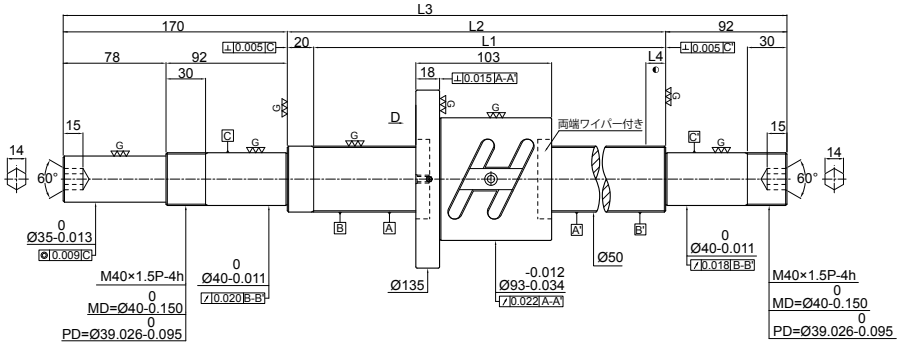 L3
170 L2 92
⊥ 0.005 C 20 L1 ⊥ 0.005 C'
78 92 103 L4 30
30 18 ⊥ 0.015 A-A'
G G
15 D G 両端ワイパー付き 15
G C G G C' G
14 60° 60° 14
B A A' B'
0
Ø35-0.013
◎ 0.009 C
0
Ø40-0.011
⌰ 0.020 B-B'
M40×1.5P-4h
0
MD=Ø40-0.150
0
PD=Ø39.026-0.095
Ø135
-0.012
Ø93-0.034
⌰ 0.022 A-A'
Ø50
0
Ø40-0.011
⌰ 0.018 B-B'
M40×1.5P-4h
0
MD=Ø40-0.150
0
PD=Ø39.026-0.095